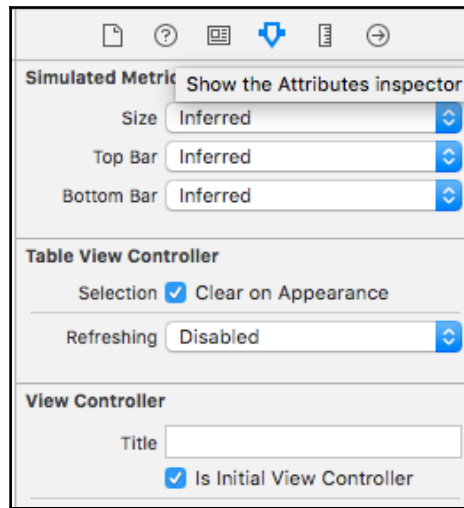 Simulated Metric
Show the Attributes inspector
Size Inferred
Top Bar Inferred
Bottom Bar Inferred
Table View Controller
Selection Clear on Appearance
Refreshing Disabled
View Controller
Title
Is Initial View Controller